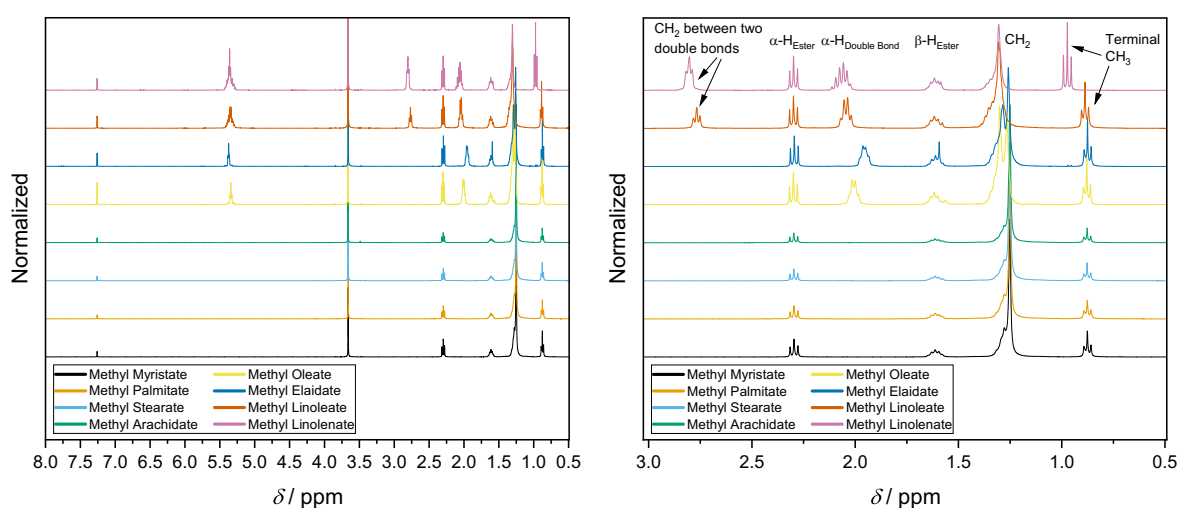 Normalized
Methyl Myristate
Methyl Palmitate
Methyl Stearate
Methyl Arachidate
Methyl Oleate
Methyl Elaidate
Methyl Linoleate
Methyl Linolenate
8.0 7.5 7.0 6.5 6.0 5.5 5.0 4.5 4.0 3.5 3.0 2.5 2.0 1.5 1.0 0.5
δ / ppm
CH2 between two
double bonds
α-HEster
α-HDouble Bond
β-HEster
CH2
Terminal
CH3
Normalized
Methyl Myristate
Methyl Palmitate
Methyl Stearate
Methyl Arachidate
Methyl Oleate
Methyl Elaidate
Methyl Linoleate
Methyl Linolenate
3.0 2.5 2.0 1.5 1.0 0.5
δ / ppm